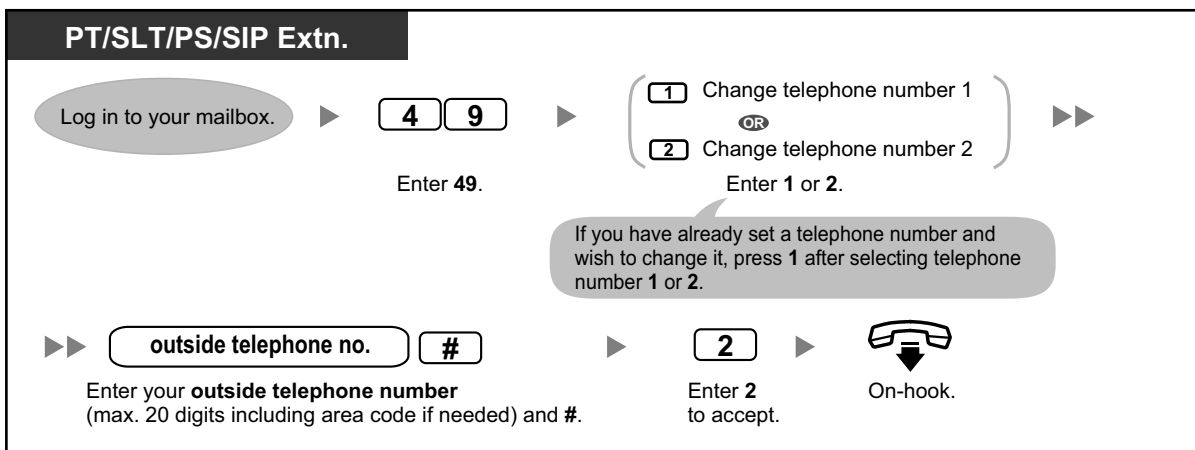 PT/SLT/PS/SIP Extn.
Log in to your mailbox.
4 9
Enter 49.
1 Change telephone number 1
OR
2 Change telephone number 2
Enter 1 or 2.
If you have already set a telephone number and
wish to change it, press 1 after selecting telephone
number 1 or 2.
outside telephone no. #
Enter your outside telephone number
(max. 20 digits including area code if needed) and #.
2
Enter 2
to accept.
On-hook.